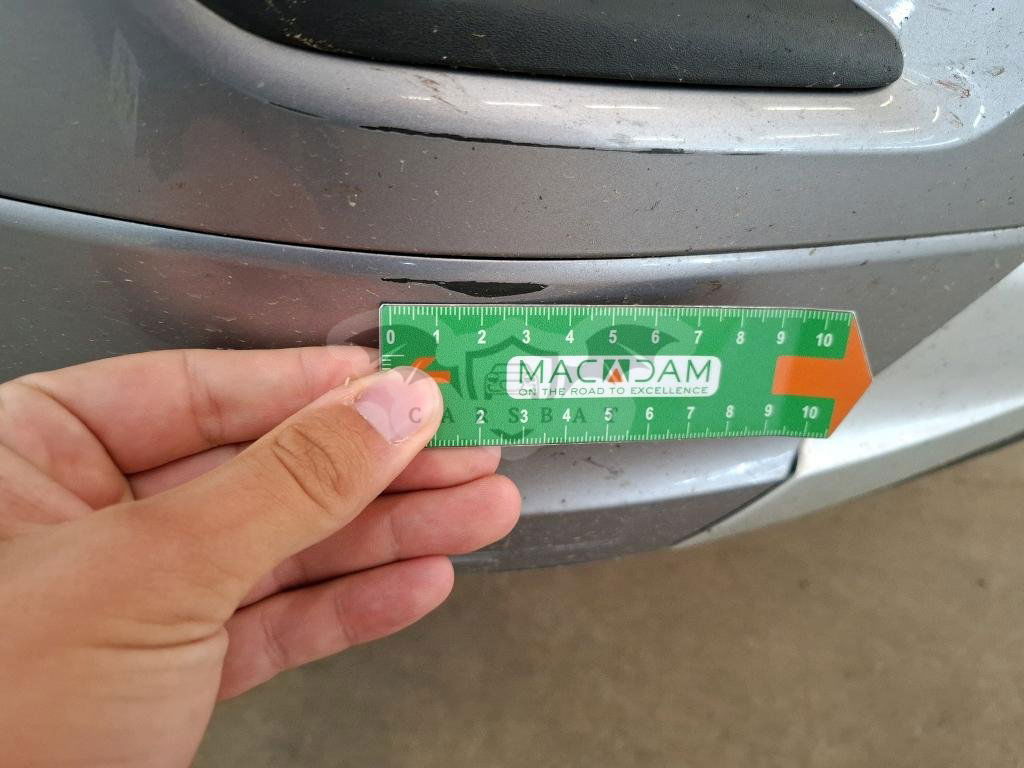 0 1 2 3 4 5 6 7 8 9 10
MACADAM
ON THE ROAD TO EXCELLENCE
CARSBAT
2 3 4 5 6 7 8 9 10